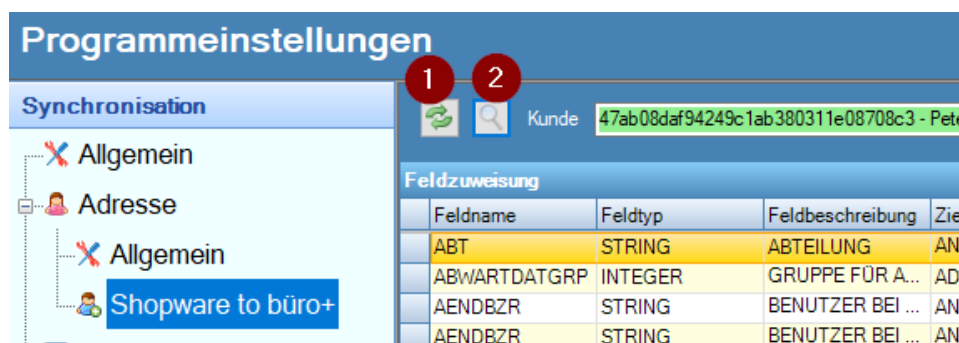 Programmeinstellungen
1 2
Synchronisation
Kunde 47ab08daf94249c1ab380311e08708c3 - Pete
Allgemein
Adresse
Allgemein
Shopware to büro+
Feldzuweisung
Feldname Feldtyp Feldbeschreibung Zie
ABT STRING ABTEILUNG AN
ABWARTDATGRP INTEGER GRUPPE FÜR A... AD
AENDBZR STRING BENUTZER BEI ... AN
AENDBZR STRING BENUTZER BEI ... AN